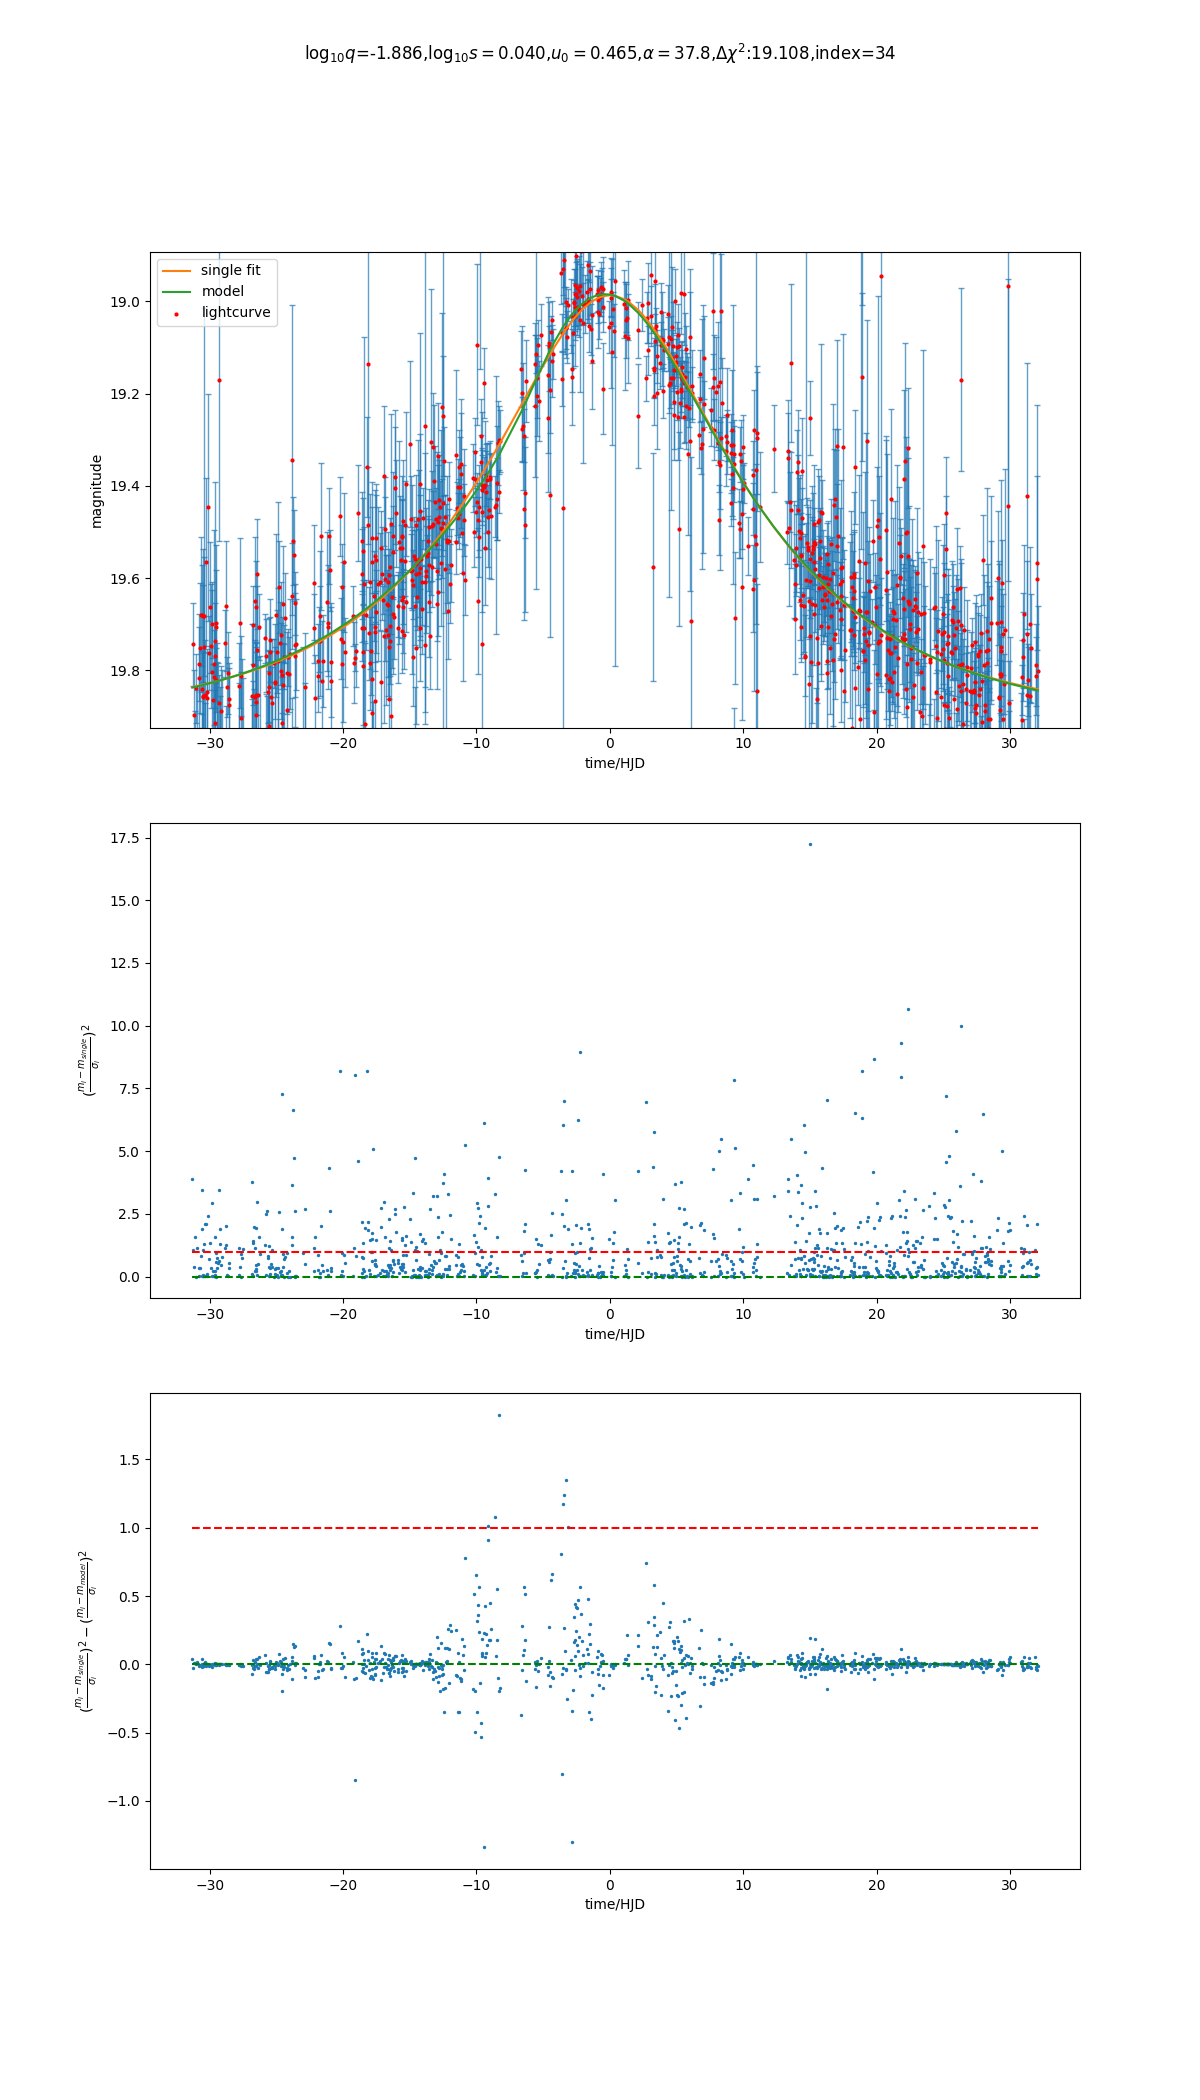 log₁₀q=-1.886,log₁₀s = 0.040,u₀ = 0.465,α = 37.8,Δχ²:19.108,index=34
single fit
model
lightcurve
19.0
19.2
19.4
19.6
19.8
magnitude
−30 −20 −10 0 10 20 30
time/HJD
17.5
15.0
12.5
10.0
7.5
5.0
2.5
0.0
(mᵢ − m_single / σᵢ)²
−30 −20 −10 0 10 20 30
time/HJD
1.5
1.0
0.5
0.0
−0.5
−1.0
(mᵢ − m_single / σᵢ)² − (mᵢ − m_model / σᵢ)²
−30 −20 −10 0 10 20 30
time/HJD